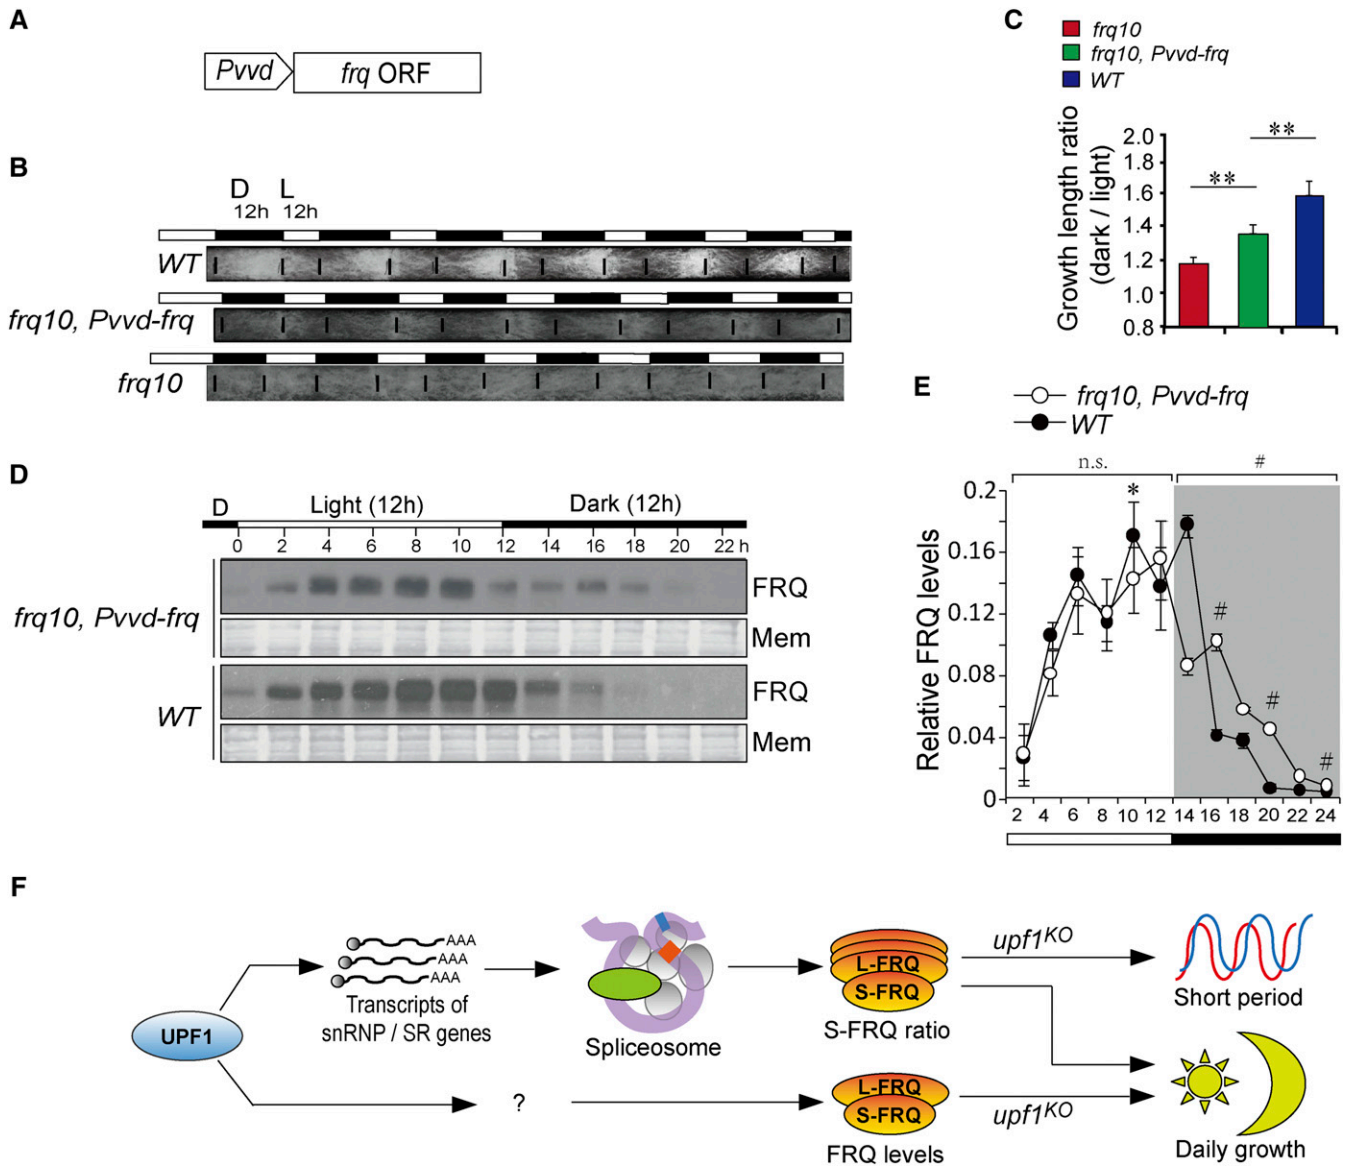 A
Pvvd
frq ORF
B
D L
12h 12h
WT
frq10, Pvvd-frq
frq10
C
frq10
frq10, Pvvd-frq
WT
Growth length ratio
(dark / light)
2.0
1.8
1.6
1.4
1.2
1.0
0.8
**
**
D
D
Light (12h)
Dark (12h)
0 2 4 6 8 10 12 14 16 18 20 22 h
frq10, Pvvd-frq
FRQ
Mem
WT
FRQ
Mem
E
frq10, Pvvd-frq
WT
n.s.
#
Relative FRQ levels
0.2
0.16
0.12
0.08
0.04
0
*
#
#
#
2 4 6 8 10 12 14 16 18 20 22 24
F
UPF1
AAA
AAA
AAA
Transcripts of
snRNP / SR genes
Spliceosome
L-FRQ
S-FRQ
S-FRQ ratio
upf1KO
Short period
?
L-FRQ
S-FRQ
FRQ levels
upf1KO
Daily growth